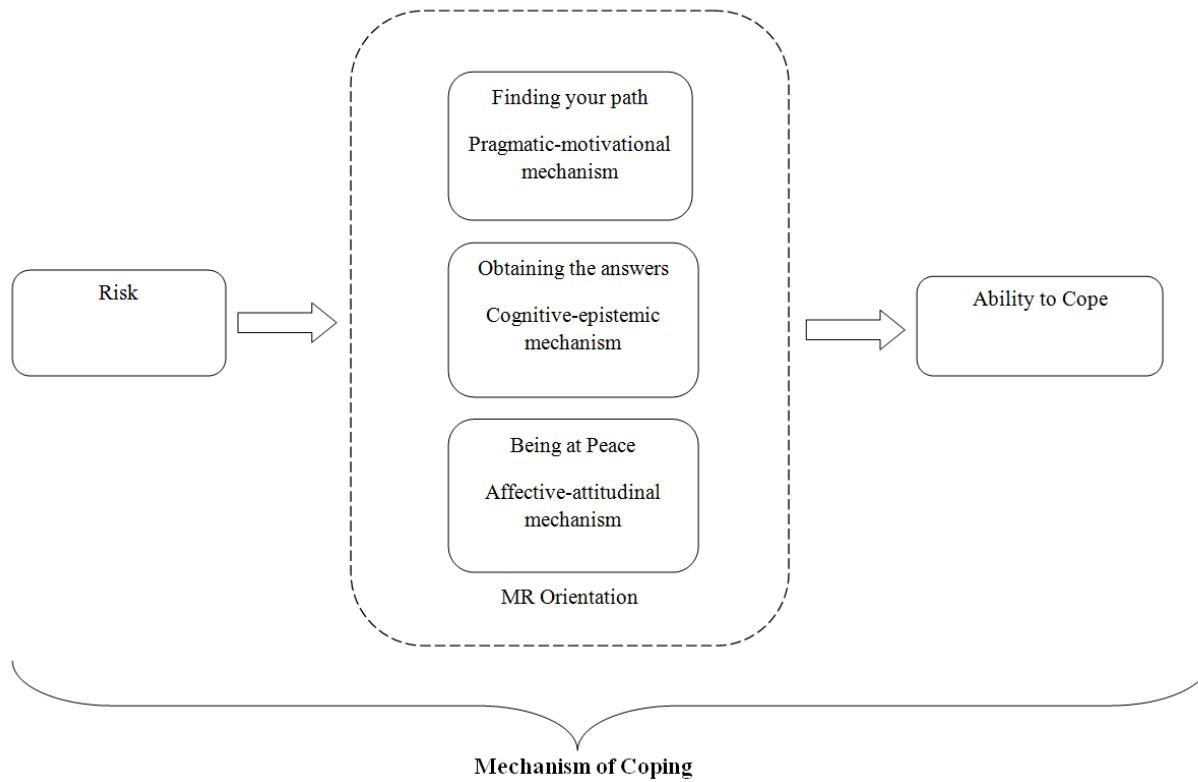 Finding your path
Pragmatic-motivational
mechanism
Risk
Obtaining the answers
Cognitive-epistemic
mechanism
Ability to Cope
Being at Peace
Affective-attitudinal
mechanism
MR Orientation
Mechanism of Coping